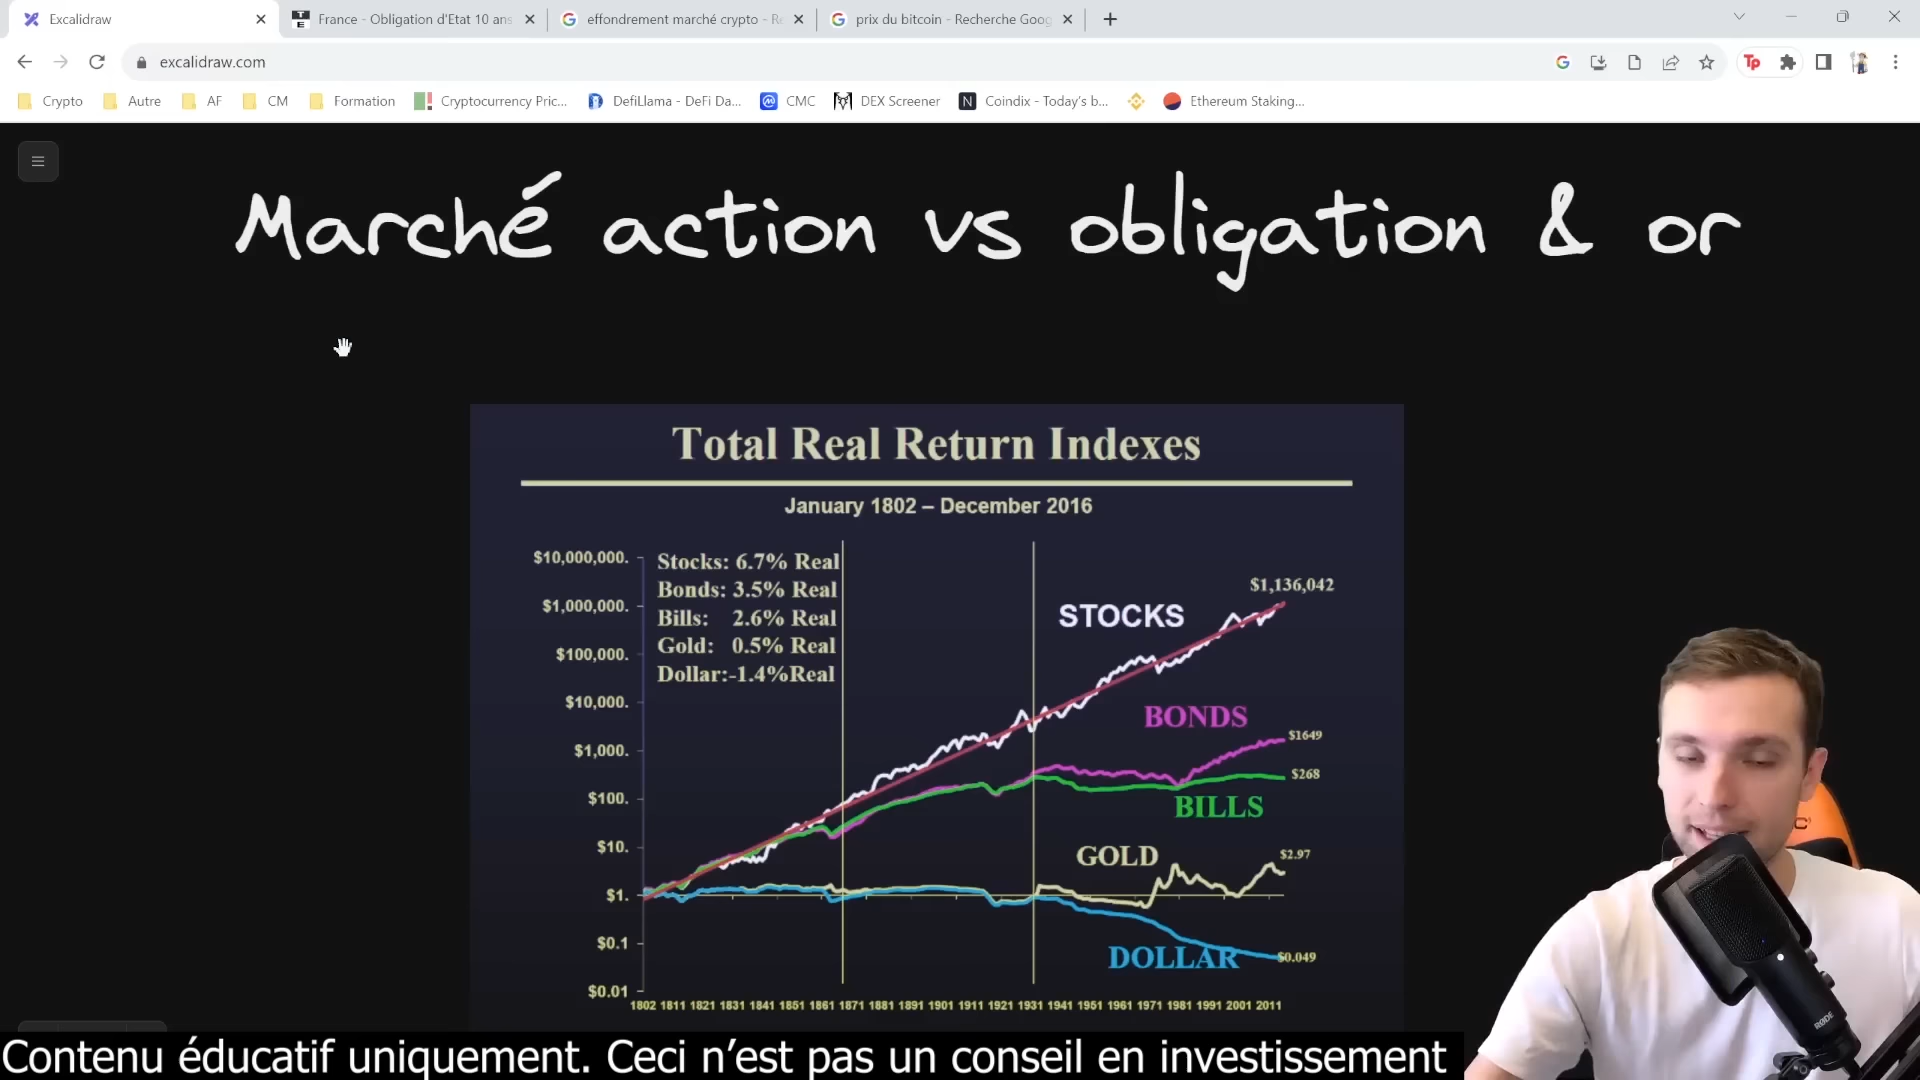 Excalidraw
France - Obligation d'Etat 10 ans
effondrement marché crypto - Re
prix du bitcoin - Recherche Goog
excalidraw.com
Crypto
Autre
AF
CM
Formation
Cryptocurrency Pric...
DefiLlama - DeFi Da...
CMC
DEX Screener
Coindix - Today's b...
Ethereum Staking...
Marché action vs obligation & or
Total Real Return Indexes
January 1802 – December 2016
$10,000,000.
$1,000,000.
$100,000.
$10,000.
$1,000.
$100.
$10.
$1.
$0.1
$0.01
Stocks: 6.7% Real
Bonds: 3.5% Real
Bills: 2.6% Real
Gold: 0.5% Real
Dollar:-1.4%Real
$1,136,042
STOCKS
BONDS
$1649
$268
BILLS
GOLD
$2.97
DOLLAR
$0.049
1802 1811 1821 1831 1841 1851 1861 1871 1881 1891 1901 1911 1921 1931 1941 1951 1961 1971 1981 1991 2001 2011
RØDE
Contenu éducatif uniquement. Ceci n'est pas un conseil en investissement